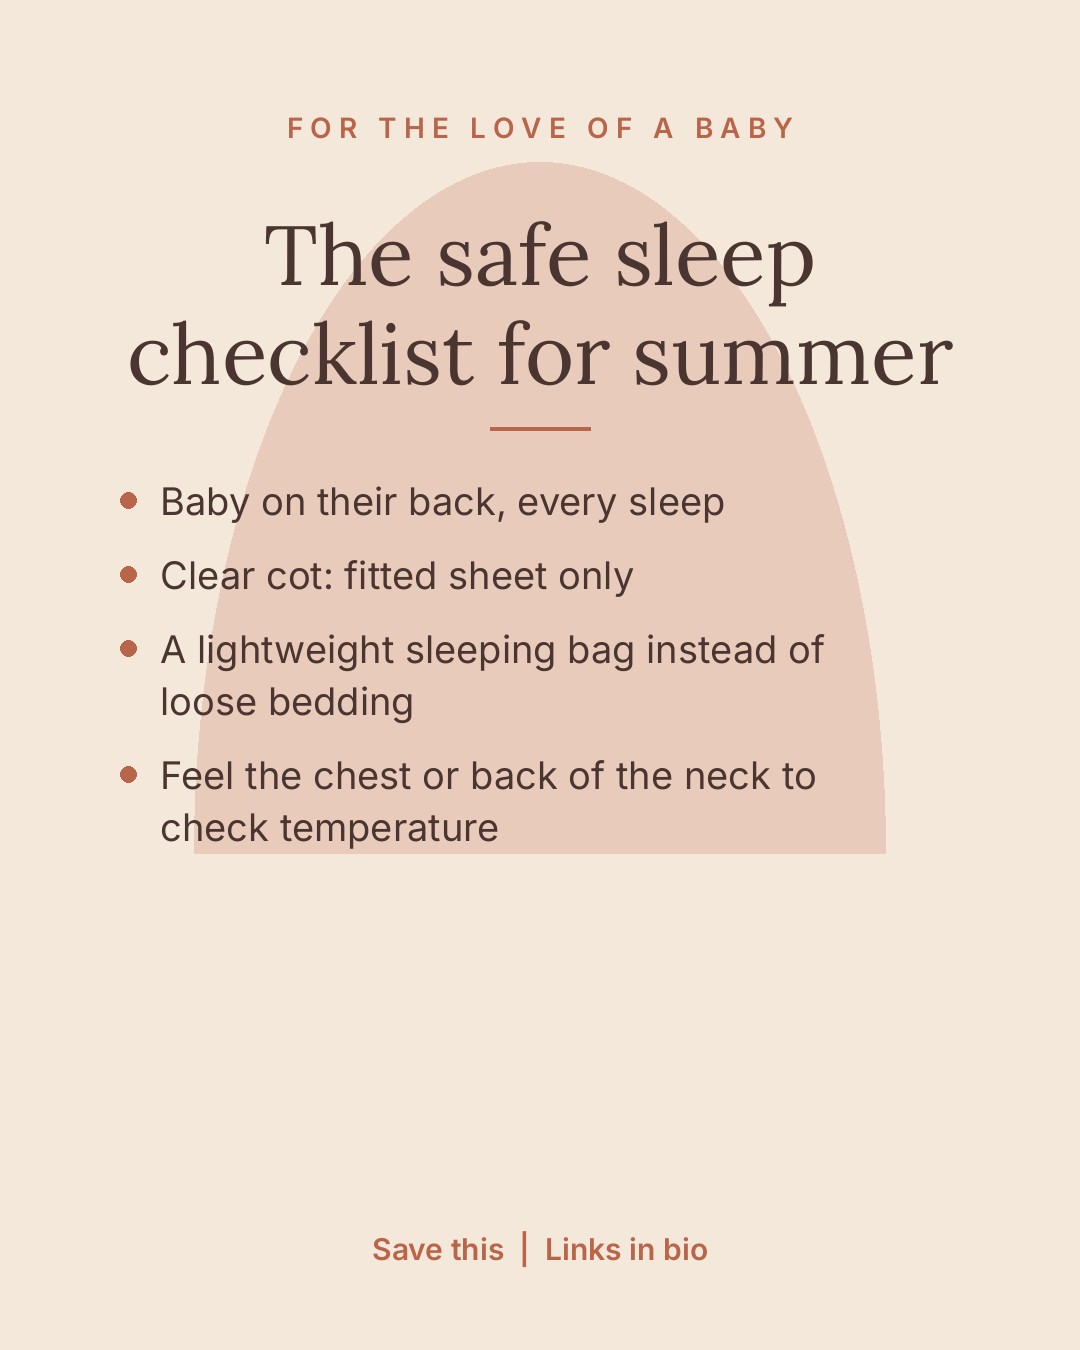 FOR THE LOVE OF A BABY
The safe sleep
checklist for summer
Baby on their back, every sleep
Clear cot: fitted sheet only
A lightweight sleeping bag instead of
loose bedding
Feel the chest or back of the neck to
check temperature
Save this | Links in bio